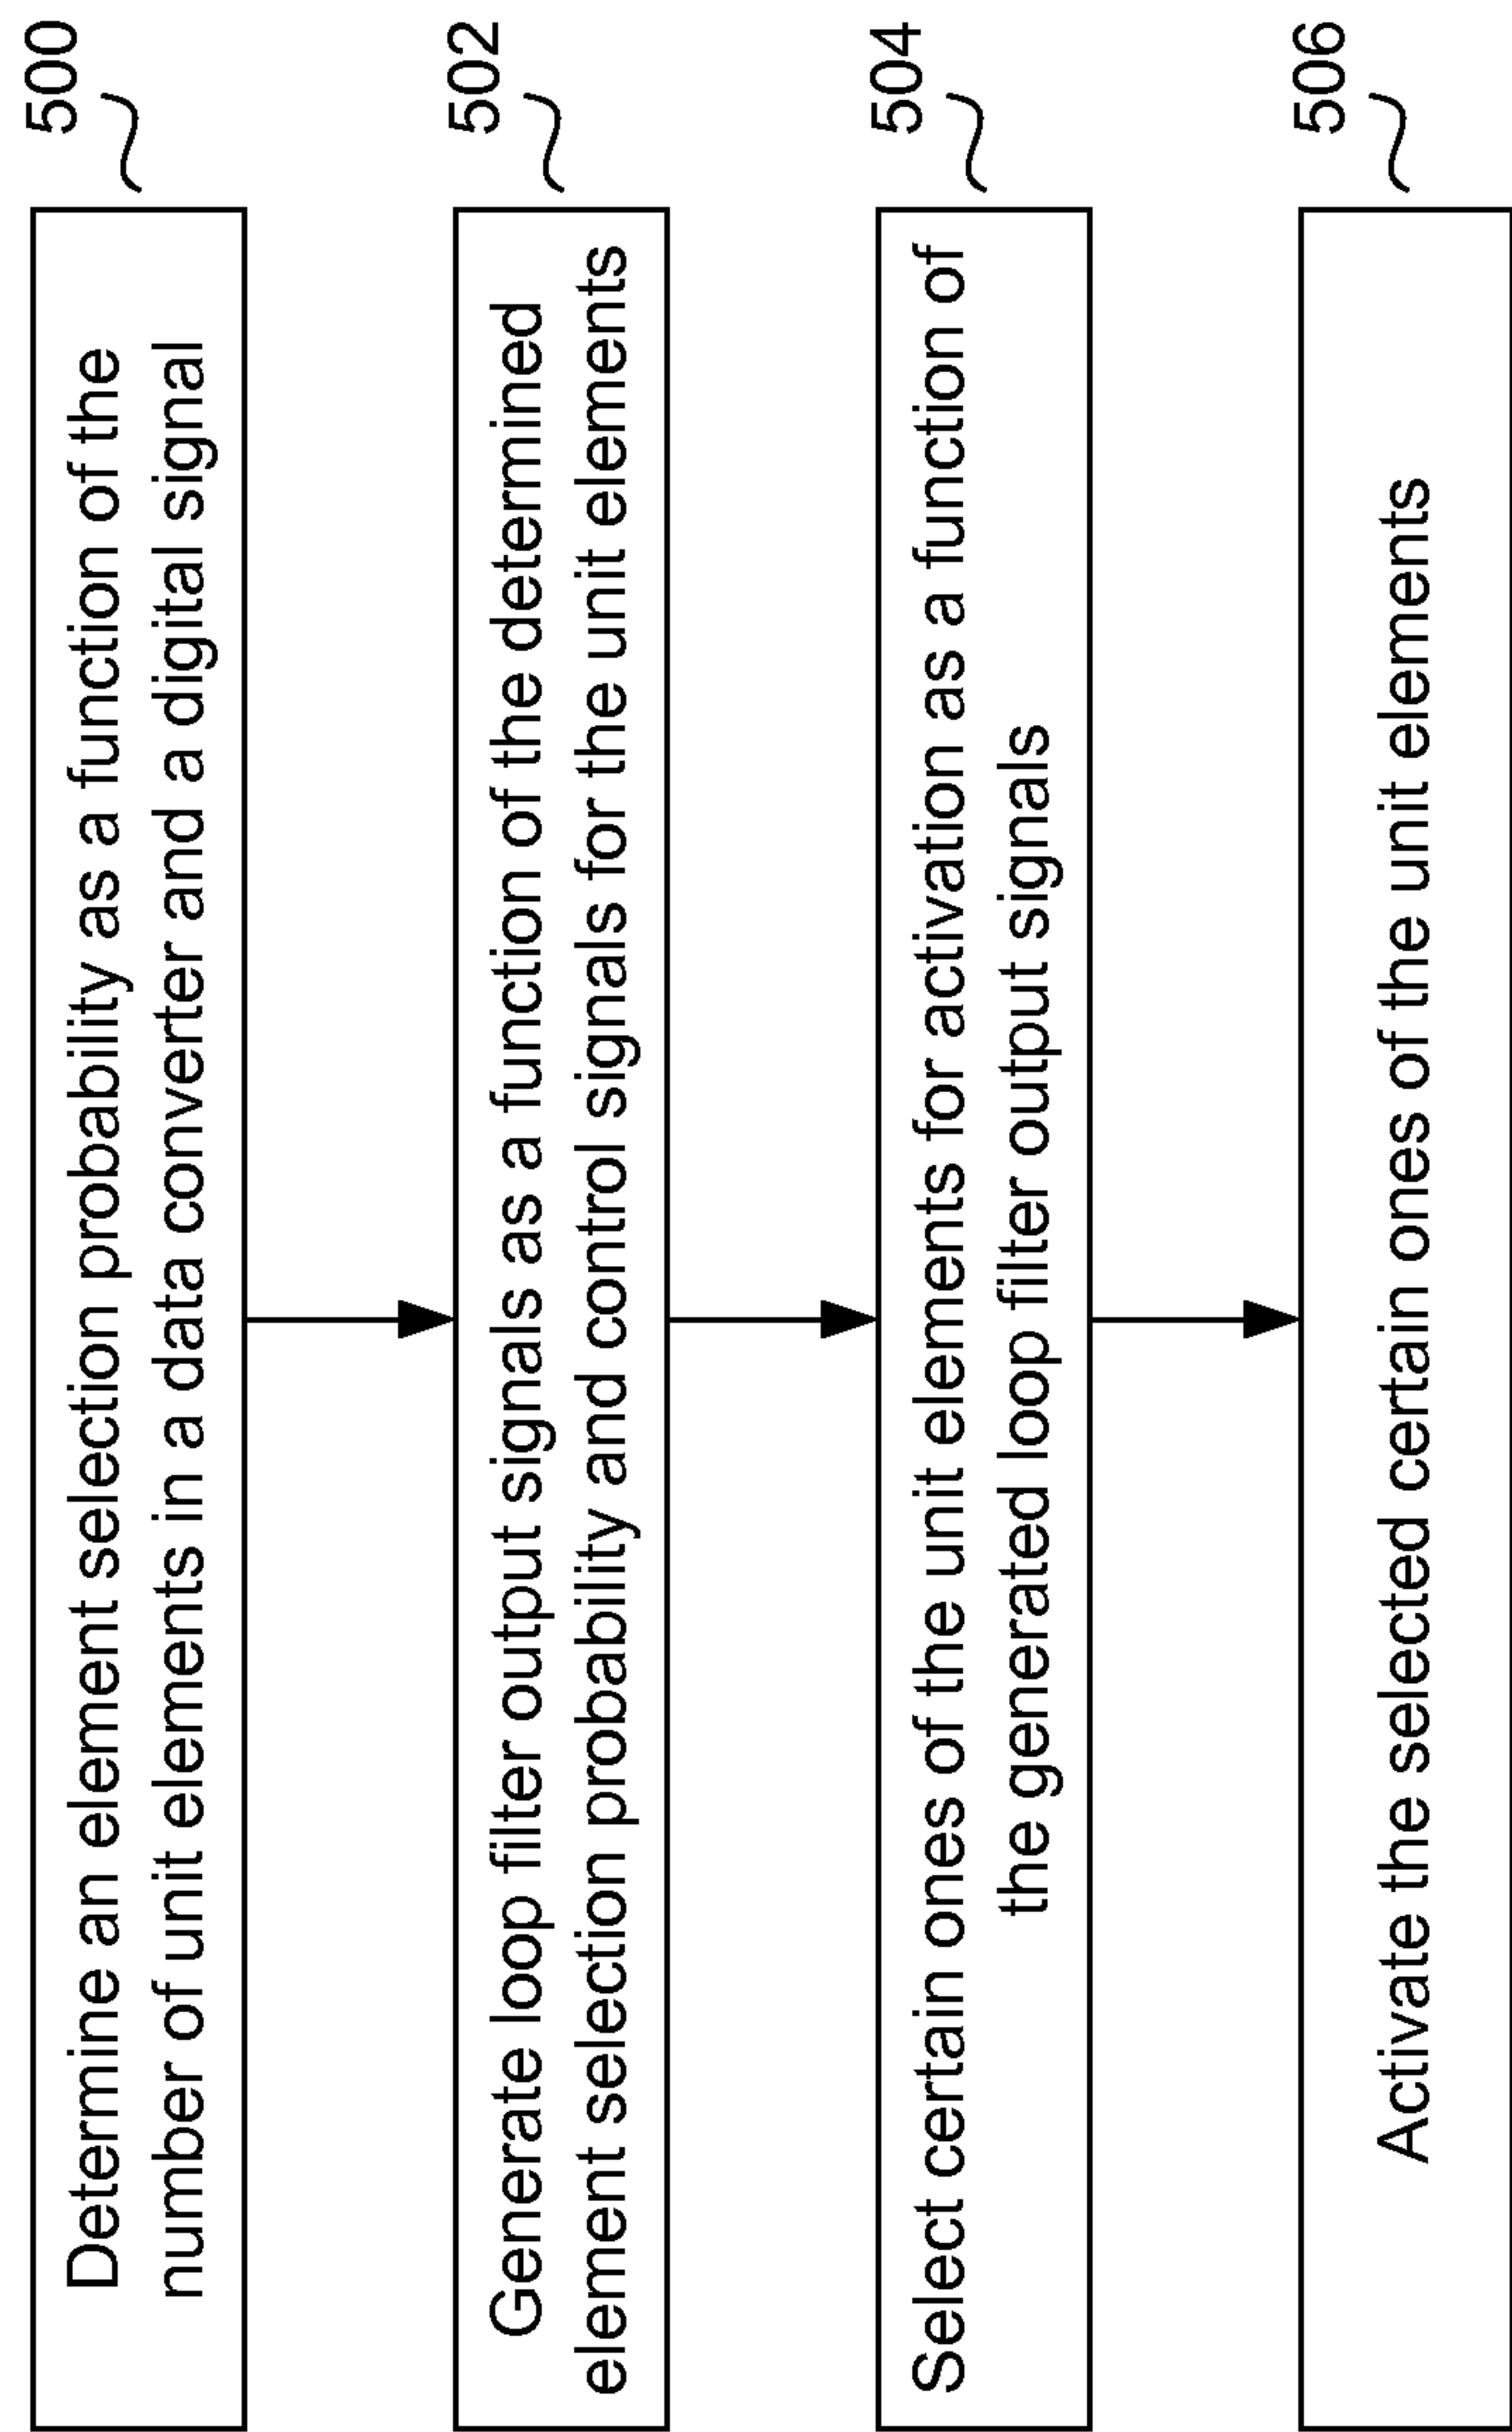 500
Determine an element selection probability as a function of the
number of unit elements in a data converter and a digital signal
502
Generate loop filter output signals as a function of the determined
element selection probability and control signals for the unit elements
504
Select certain ones of the unit elements for activation as a function of
the generated loop filter output signals
506
Activate the selected certain ones of the unit elements